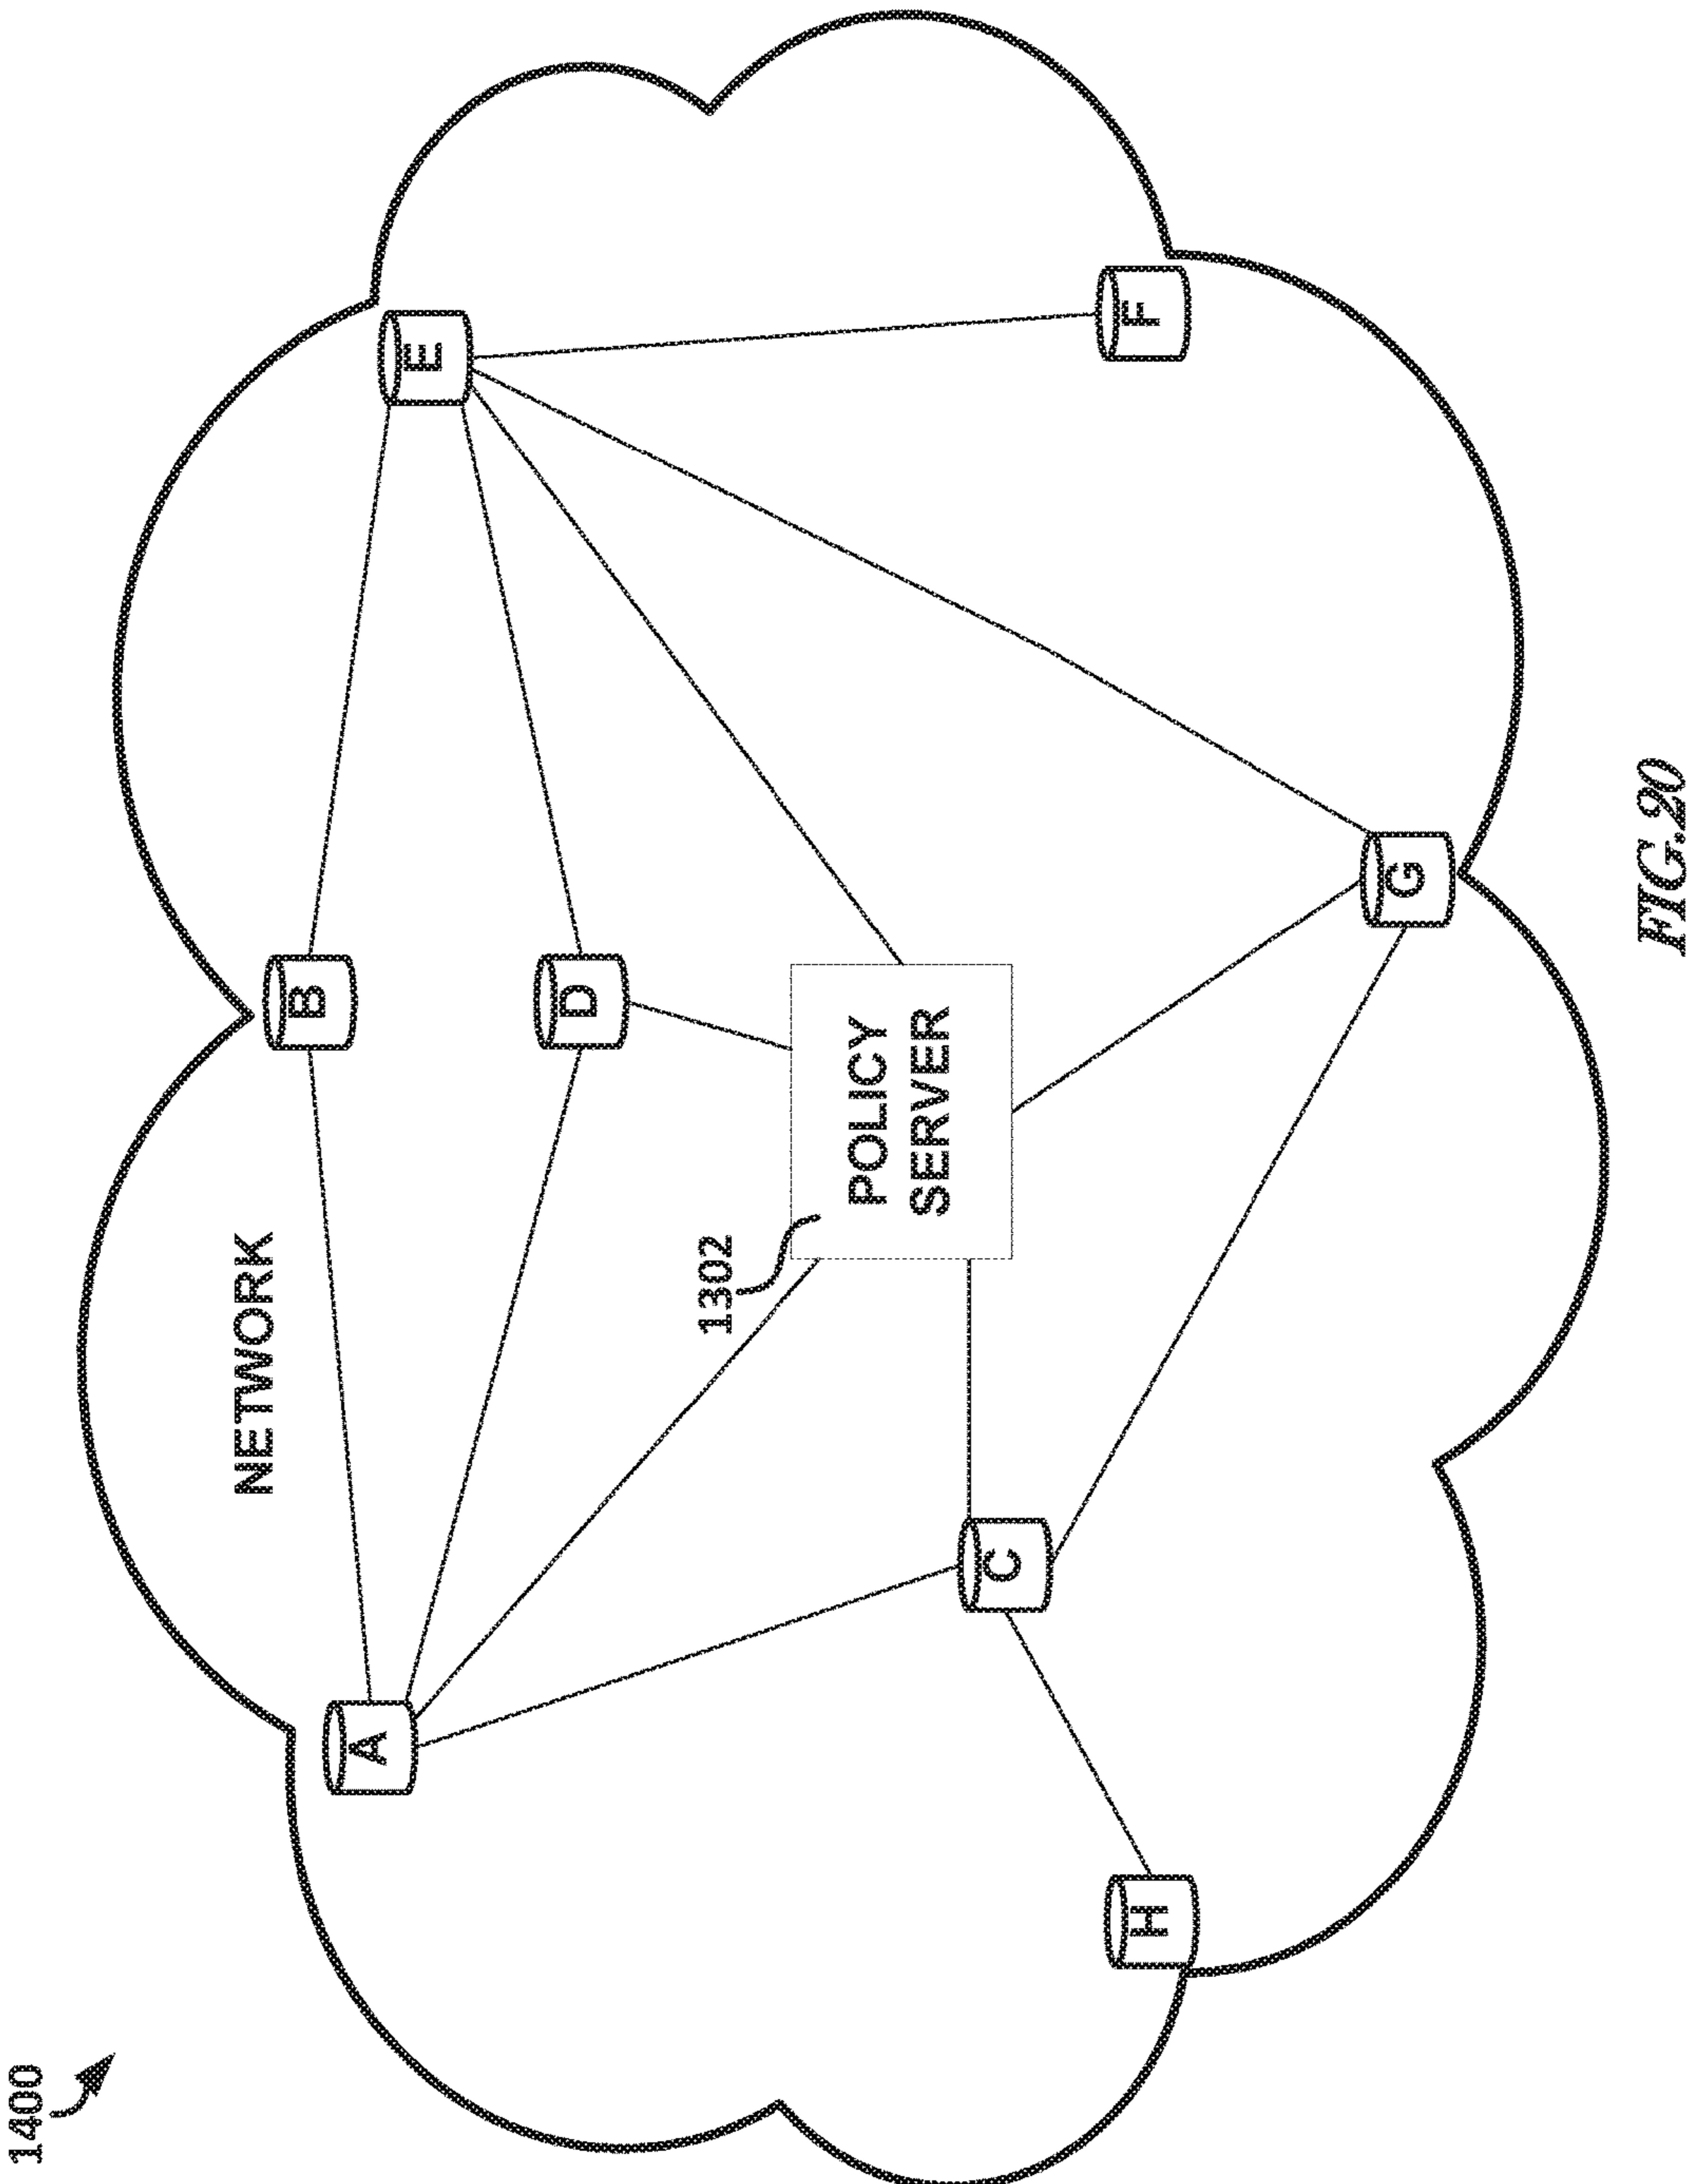 1400
NETWORK
A
B
E
D
1302
POLICY
SERVER
C
H
F
G
FIG.20